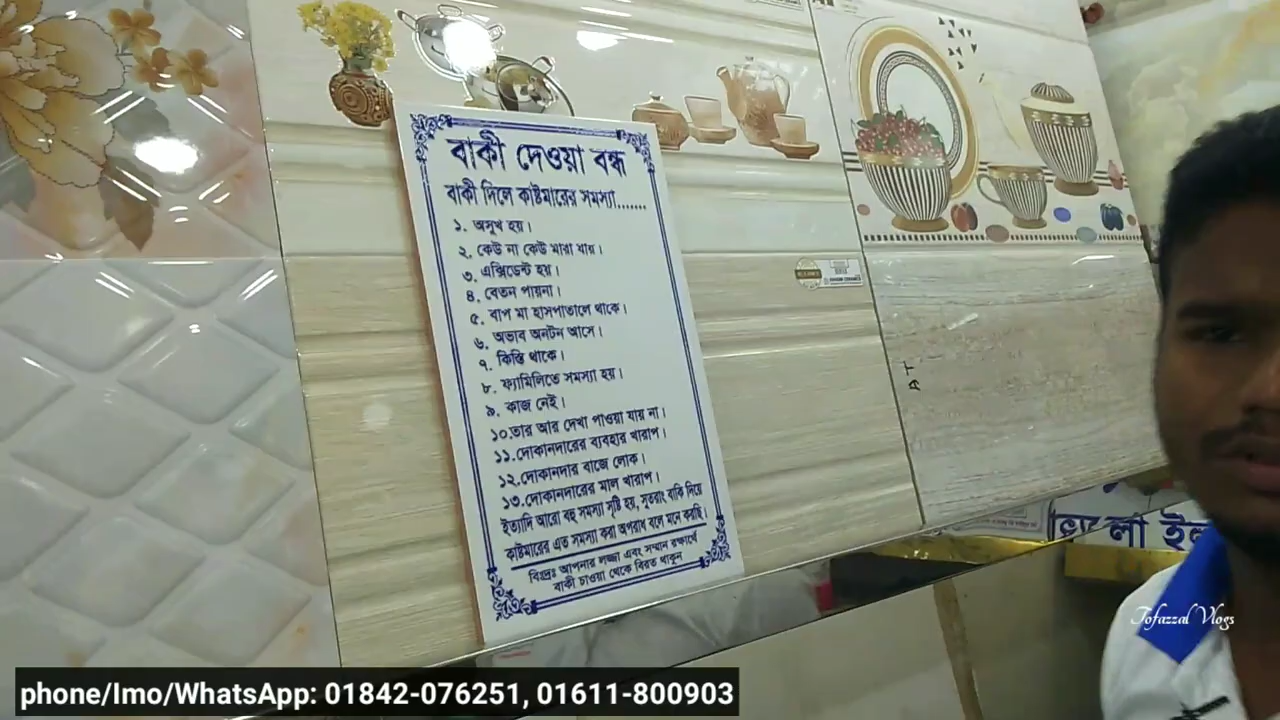 বাকী দেওয়া বন্ধ
বাকী দিলে কাষ্টমারের সমস্যা.......
১. অসুখ হয়।
২. কেউ না কেউ মারা যায়।
৩. এক্সিডেন্ট হয়।
৪. বেতন পায়না।
৫. বাপ মা হাসপাতালে থাকে।
৬. অভাব অনটন আসে।
৭. কিস্তি থাকে।
৮. ফ্যামিলিতে সমস্যা হয়।
৯. কাজ নেই।
১০.তার আর দেখা পাওয়া যায় না।
১১.দোকানদারের ব্যবহার খারাপ।
১২.দোকানদার বাজে লোক।
১৩.দোকানদারের মাল খারাপ।
ইত্যাদি আরো বহু সমস্যা সৃষ্টি হয়, সুতরাং বাকি দিয়ে
কাষ্টমারের এত সমস্যা করা অপরাধ বলে মনে করছি।
বিঃদ্রঃ আপনার লজ্জা এবং সম্মান রক্ষার্থে
বাকী চাওয়া থেকে বিরত থাকুন
Tofazzal Vlogs
phone/Imo/WhatsApp: 01842-076251, 01611-800903